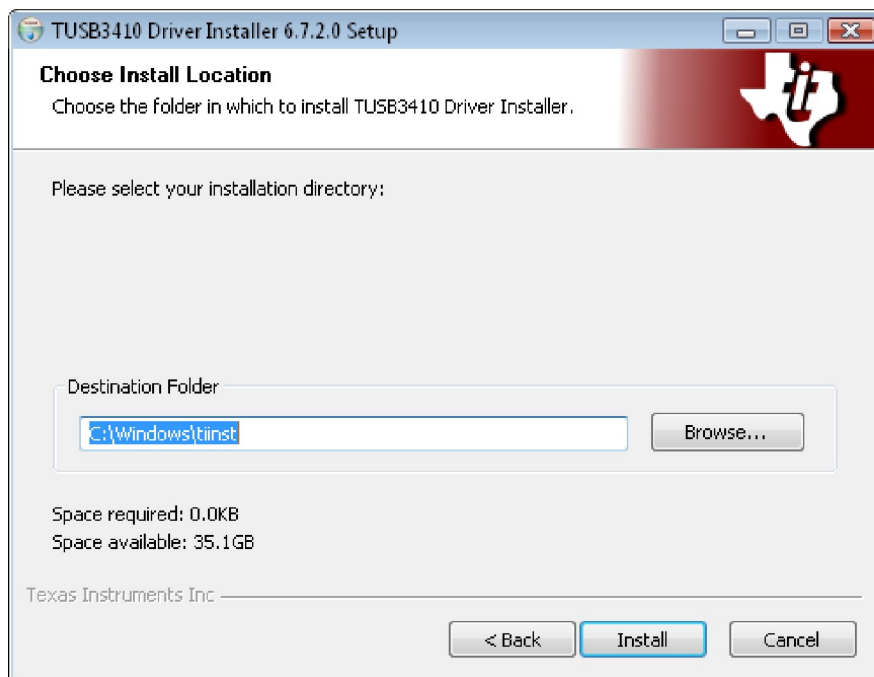 TUSB3410 Driver Installer 6.7.2.0 Setup
Choose Install Location
Choose the folder in which to install TUSB3410 Driver Installer.
Please select your installation directory:
Destination Folder
C:\Windows\tiinst
Browse...
Space required: 0.0KB
Space available: 35.1GB
Texas Instruments Inc
< Back
Install
Cancel